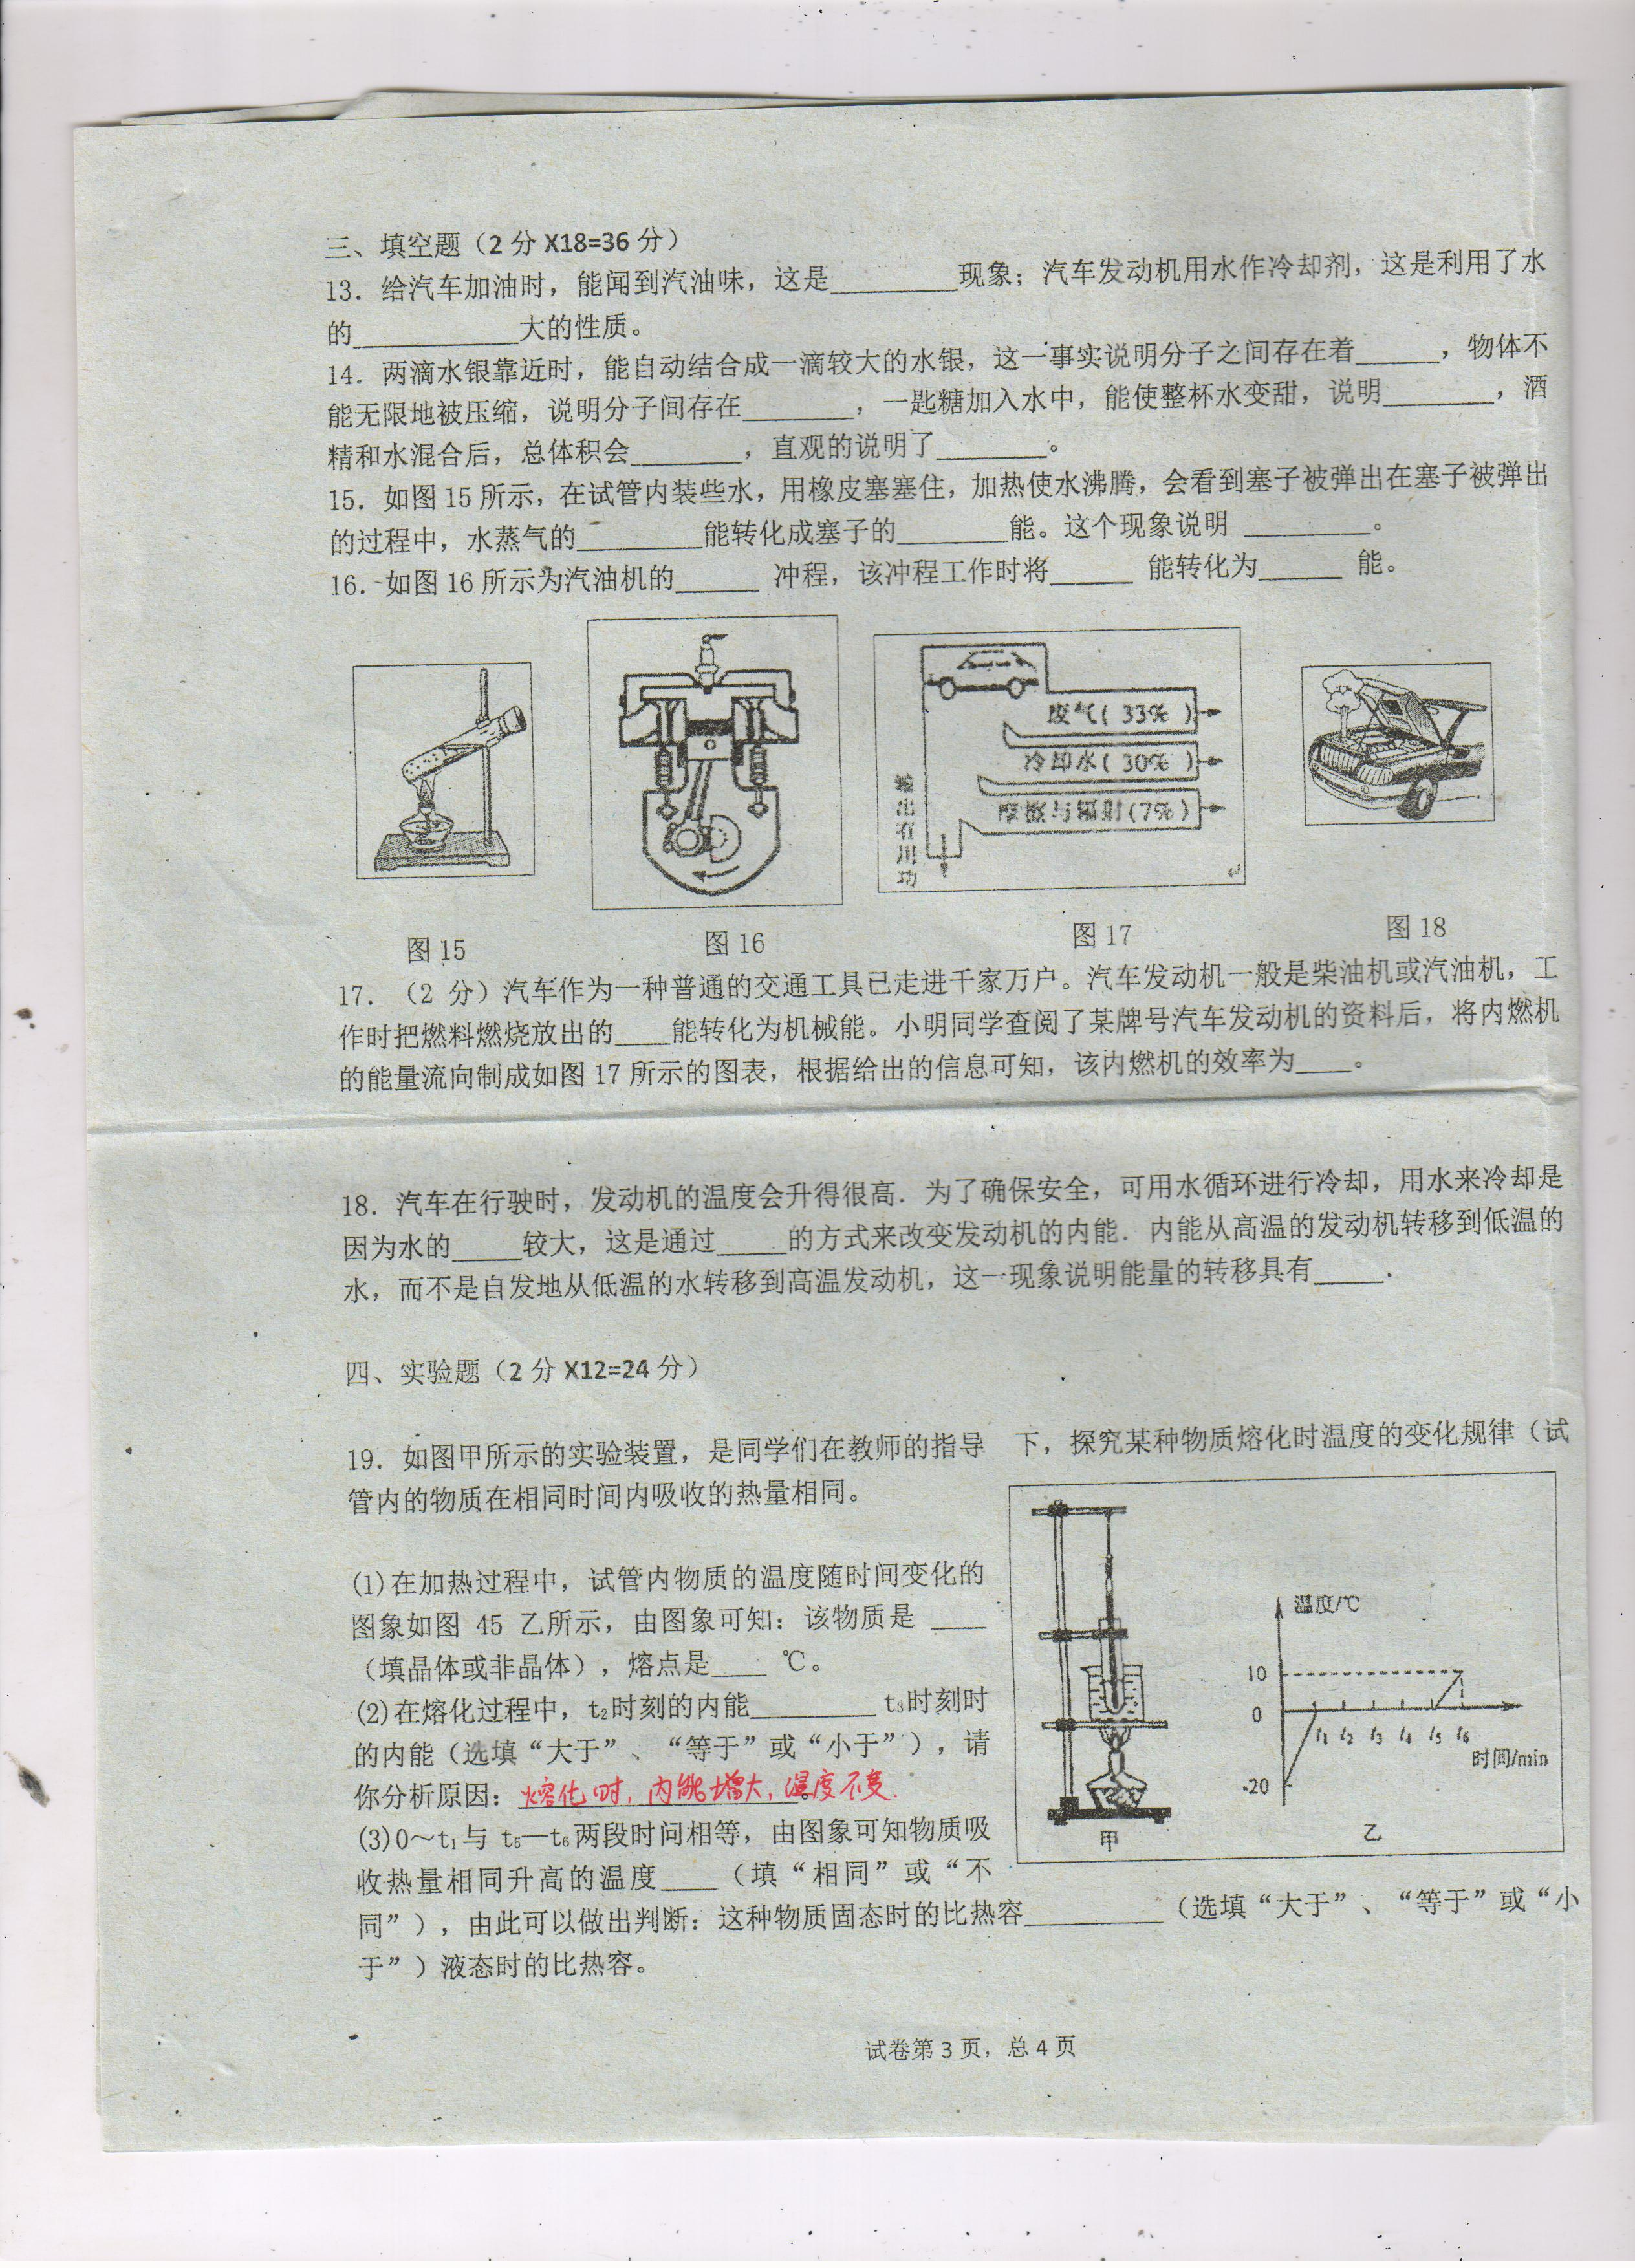 三、填空题（2分X18=36分）
13. 给汽车加油时，能闻到汽油味，这是_________现象；汽车发动机用水作冷却剂，这是利用了水
的____________大的性质。
14. 两滴水银靠近时，能自动结合成一滴较大的水银，这一事实说明分子之间存在着______，物体不
能无限地被压缩，说明分子间存在________，一匙糖加入水中，能使整杯水变甜，说明________，酒
精和水混合后，总体积会________，直观的说明了________。
15. 如图15所示，在试管内装些水，用橡皮塞塞住，加热使水沸腾，会看到塞子被弹出在塞子被弹出
的过程中，水蒸气的_________能转化成塞子的________能。这个现象说明 _________。
16. 如图16所示为汽油机的______ 冲程，该冲程工作时将______ 能转化为______ 能。
废气(33%)
冷却水(30%)
摩擦与辐射(7%)
输出有用功
图15
图16
图17
图18
17. （2 分）汽车作为一种普通的交通工具已走进千家万户。汽车发动机一般是柴油机或汽油机，工
作时把燃料燃烧放出的____能转化为机械能。小明同学查阅了某牌号汽车发动机的资料后，将内燃机
的能量流向制成如图17所示的图表，根据给出的信息可知，该内燃机的效率为____。
18. 汽车在行驶时，发动机的温度会升得很高．为了确保安全，可用水循环进行冷却，用水来冷却是
因为水的_____较大，这是通过_____的方式来改变发动机的内能．内能从高温的发动机转移到低温的
水，而不是自发地从低温的水转移到高温发动机，这一现象说明能量的转移具有_____．
四、实验题（2分X12=24分）
19. 如图甲所示的实验装置，是同学们在教师的指导 下，探究某种物质熔化时温度的变化规律（试
管内的物质在相同时间内吸收的热量相同。
(1)在加热过程中，试管内物质的温度随时间变化的
图象如图 45 乙所示，由图象可知：该物质是 ____
（填晶体或非晶体），熔点是____ ℃。
(2)在熔化过程中，t₂时刻的内能_________ t₃时刻时
的内能（选填“大于”、“等于”或“小于”），请
你分析原因：熔化时，内能增大，温度不变.。
(3)0～t₁与 t₅—t₆两段时间相等，由图象可知物质吸
收热量相同升高的温度____（填“相同”或“不
同”），由此可以做出判断：这种物质固态时的比热容__________（选填“大于”、“等于”或“小
于”）液态时的比热容。
温度/℃
10
0
-20
t₁ t₂ t₃ t₄ t₅ t₆
时间/min
甲
乙
试卷第3页，总4页